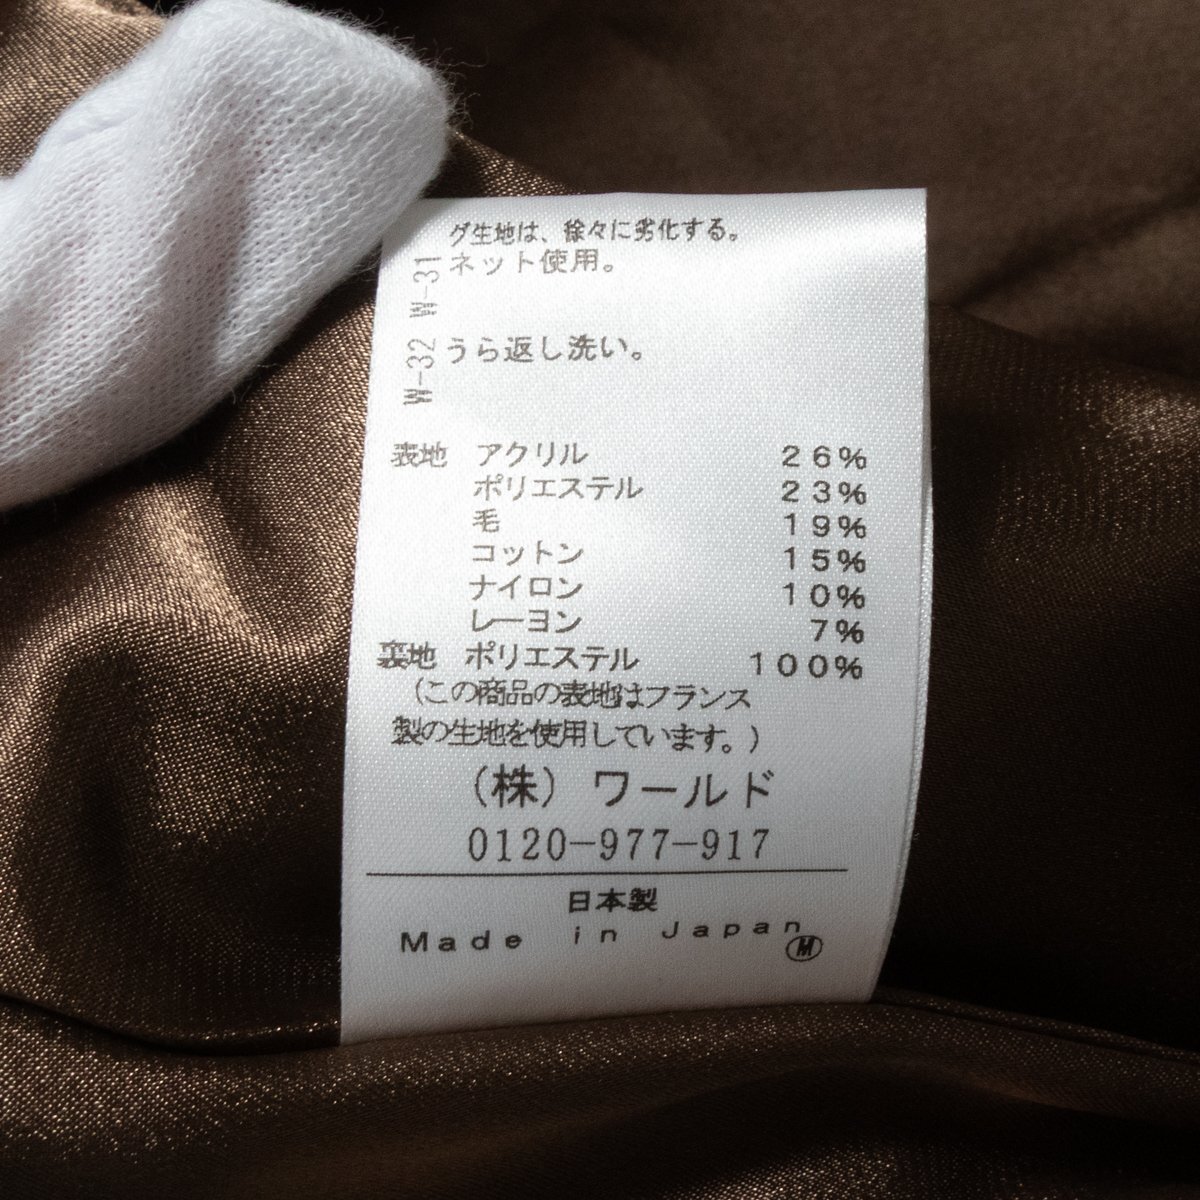 グ生地は、徐々に劣化する。
W-31 ネット使用。
W-32 うら返し洗い。
表地 アクリル 26%
ポリエステル 23%
毛 19%
コットン 15%
ナイロン 10%
レーヨン 7%
裏地 ポリエステル 100%
（この商品の表地はフランス
製の生地を使用しています。）
（株）ワールド
0120-977-917
日本製
Made in Japan
Ⓜ